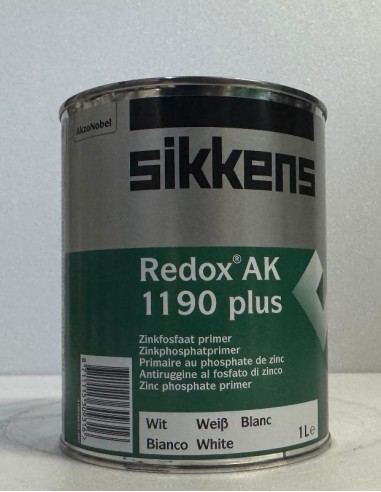 AkzoNobel
sikkens
Redox® AK
1190 plus
Zinkfosfaat primer
Zinkphosphatprimer
Primaire au phosphate de zinc
Antiruggine al fosfato di zinco
Zinc phosphate primer
Wit Weiß Blanc
Bianco White
1L℮